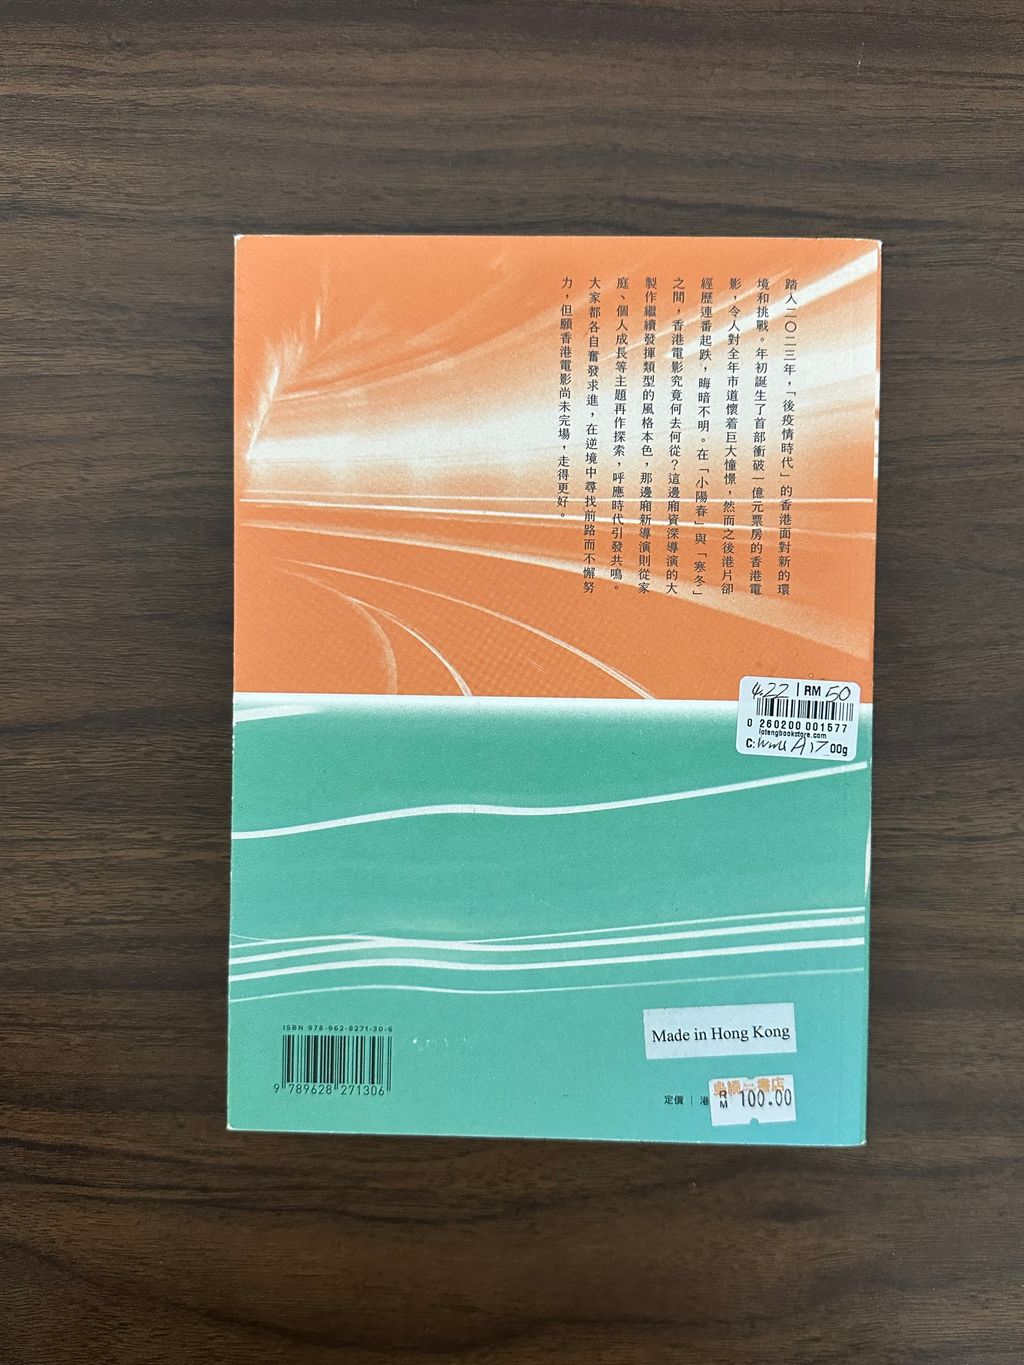 踏入二〇二三年，「後疫情時代」的香港面對新的環
境和挑戰。年初誕生了首部衝破一億元票房的香港電
影，令人對全年市道懷着巨大憧憬，然而之後港片卻
經歷連番起跌，晦暗不明。在「小陽春」與「寒冬」
之間，香港電影究竟何去何從？這邊廂資深導演的大
製作繼續發揮類型的風格本色，那邊廂新導演則從家
庭、個人成長等主題再作探索，呼應時代引發共鳴。
大家都各自奮發求進，在逆境中尋找前路而不懈努
力，但願香港電影尚未完場，走得更好。
4.22 | RM 50
0 260200 001577
lotengbookstore.com
C: A17 00g
ISBN 978-962-8271-30-6
9 789628 271306
Made in Hong Kong
書店
定價｜港
RM 100.00